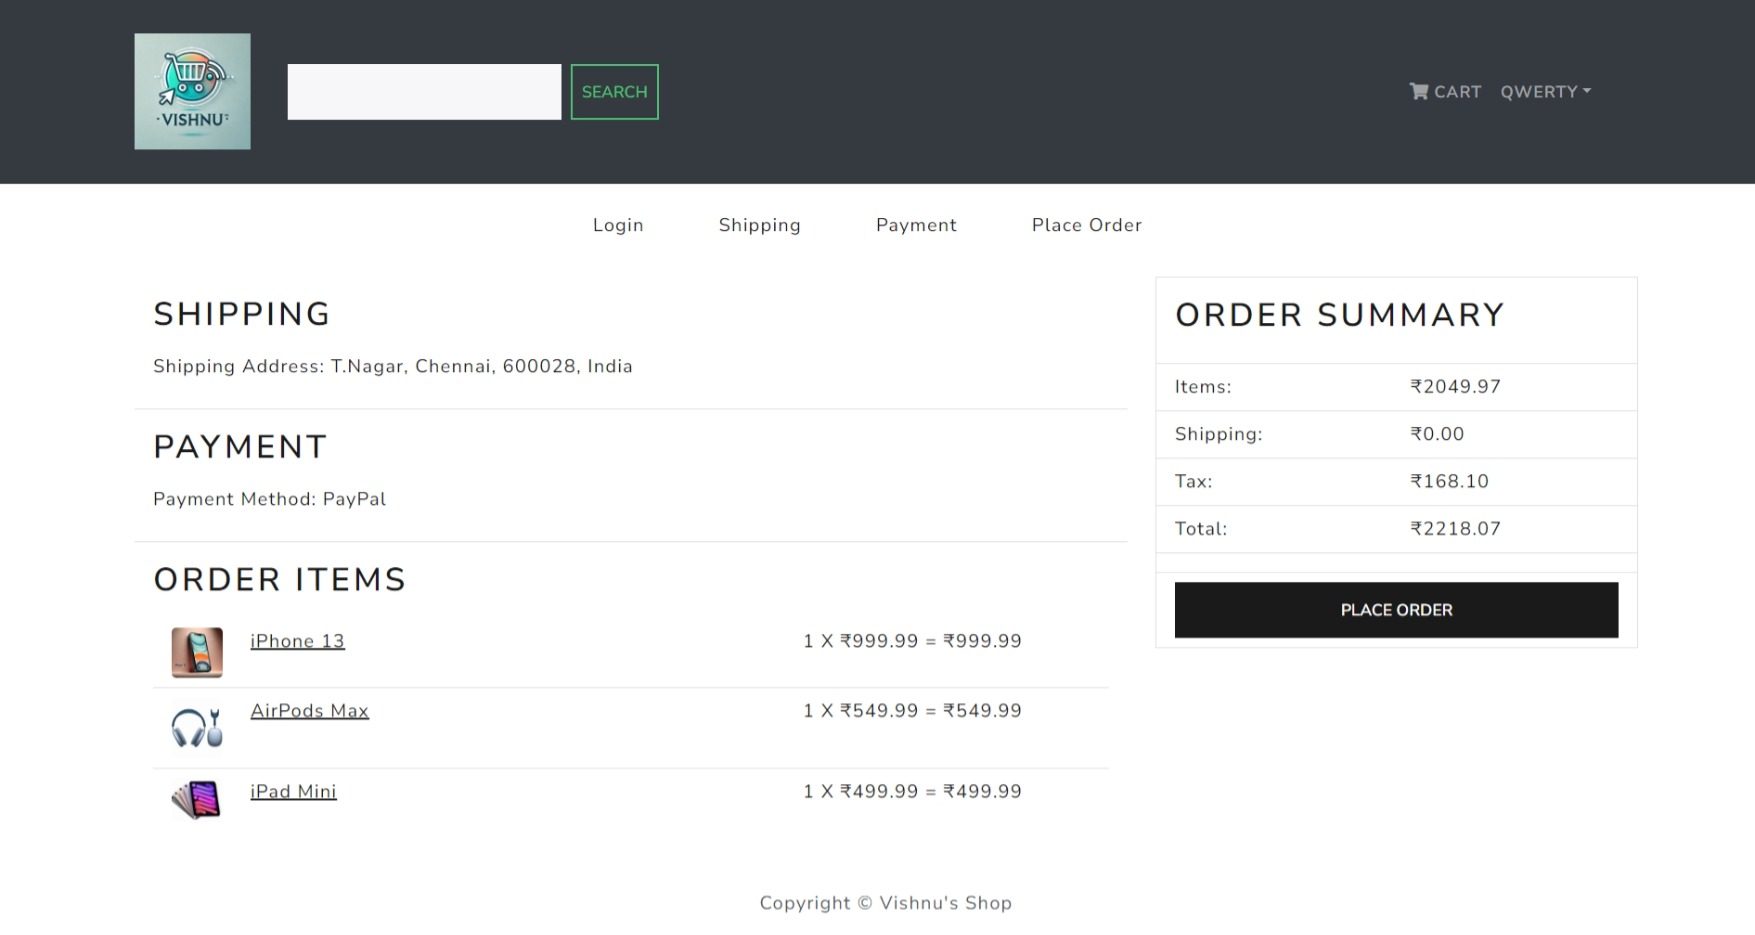 VISHNU
SEARCH
CART QWERTY
Login Shipping Payment Place Order
SHIPPING
Shipping Address: T.Nagar, Chennai, 600028, India
PAYMENT
Payment Method: PayPal
ORDER ITEMS
iPhone 13 1 X ₹999.99 = ₹999.99
AirPods Max 1 X ₹549.99 = ₹549.99
iPad Mini 1 X ₹499.99 = ₹499.99
ORDER SUMMARY
Items: ₹2049.97
Shipping: ₹0.00
Tax: ₹168.10
Total: ₹2218.07
PLACE ORDER
Copyright © Vishnu's Shop